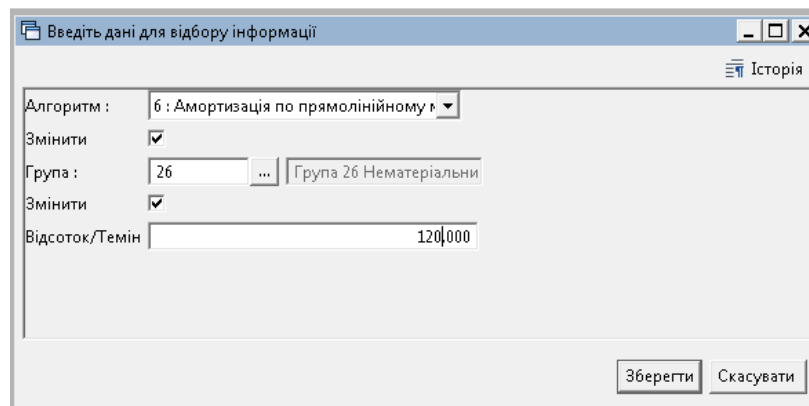 Введіть дані для відбору інформації
Історія
Алгоритм : 6 : Амортизація по прямолінійному м
Змінити
Група : 26 ... Група 26 Нематеріальни
Змінити
Відсоток/Темін 120,000
Зберегти Скасувати